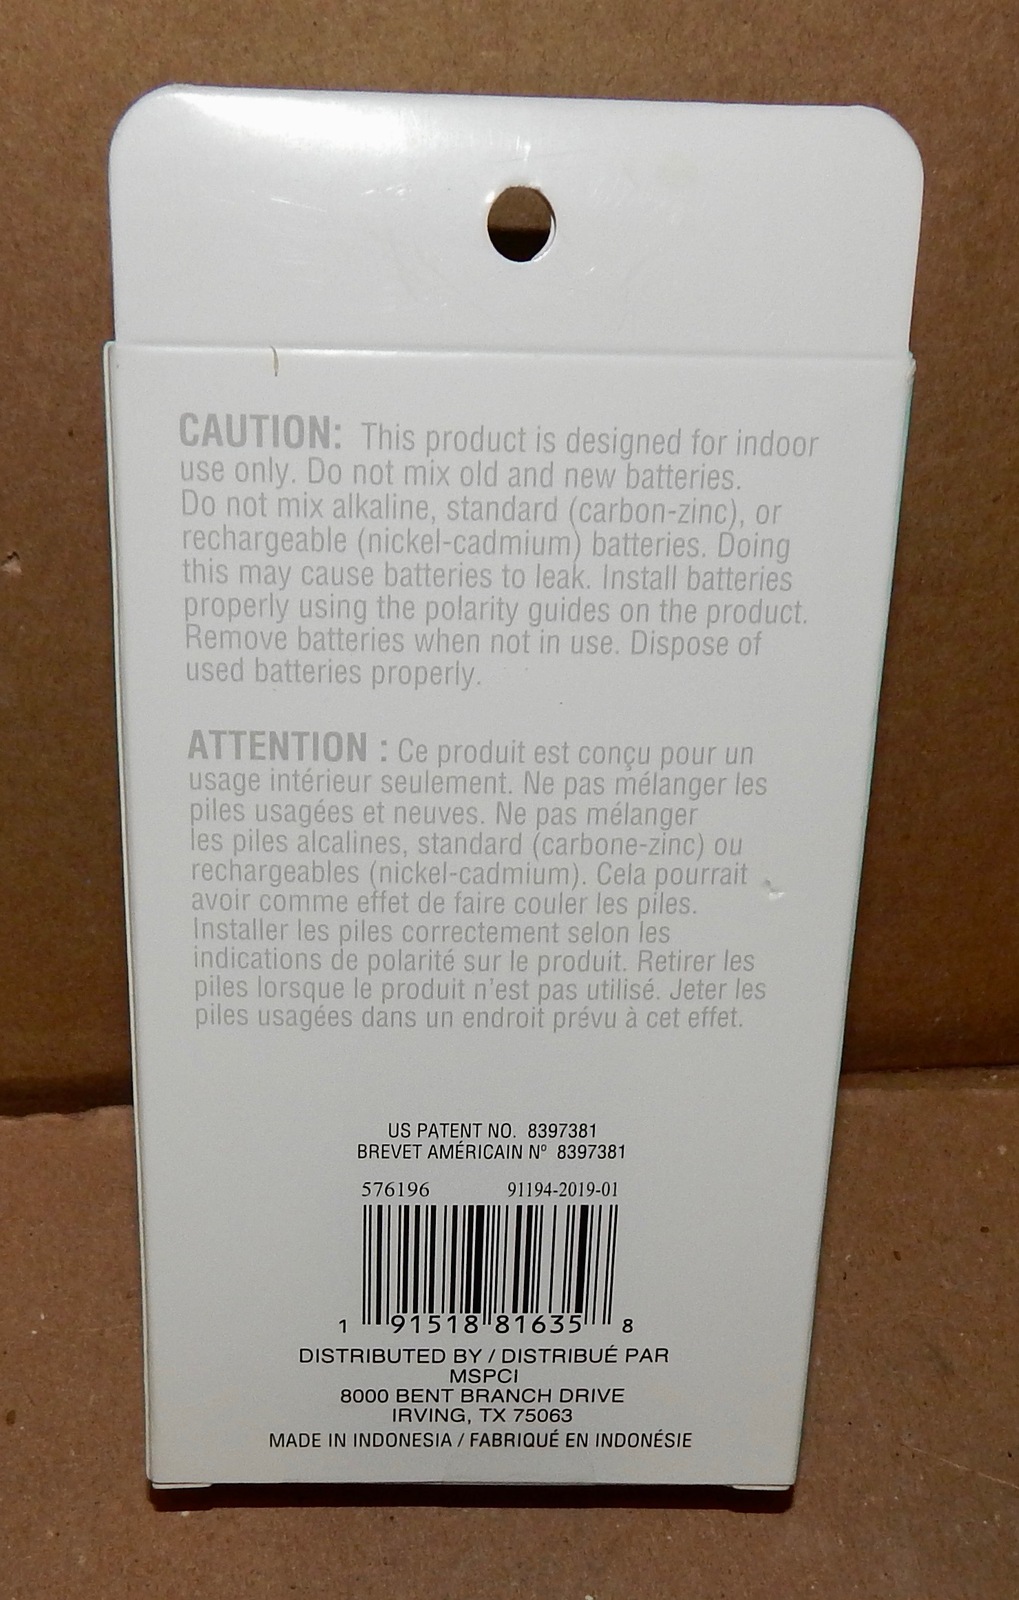 CAUTION: This product is designed for indoor
use only. Do not mix old and new batteries.
Do not mix alkaline, standard (carbon-zinc), or
rechargeable (nickel-cadmium) batteries. Doing
this may cause batteries to leak. Install batteries
properly using the polarity guides on the product.
Remove batteries when not in use. Dispose of
used batteries properly.
ATTENTION : Ce produit est conçu pour un
usage intérieur seulement. Ne pas mélanger les
piles usagées et neuves. Ne pas mélanger
les piles alcalines, standard (carbone-zinc) ou
rechargeables (nickel-cadmium). Cela pourrait
avoir comme effet de faire couler les piles.
Installer les piles correctement selon les
indications de polarité sur le produit. Retirer les
piles lorsque le produit n'est pas utilisé. Jeter les
piles usagées dans un endroit prévu à cet effet.
US PATENT NO. 8397381
BREVET AMÉRICAIN Nº 8397381
576196 91194-2019-01
1 91518 81635 8
DISTRIBUTED BY / DISTRIBUÉ PAR
MSPCI
8000 BENT BRANCH DRIVE
IRVING, TX 75063
MADE IN INDONESIA / FABRIQUÉ EN INDONÉSIE